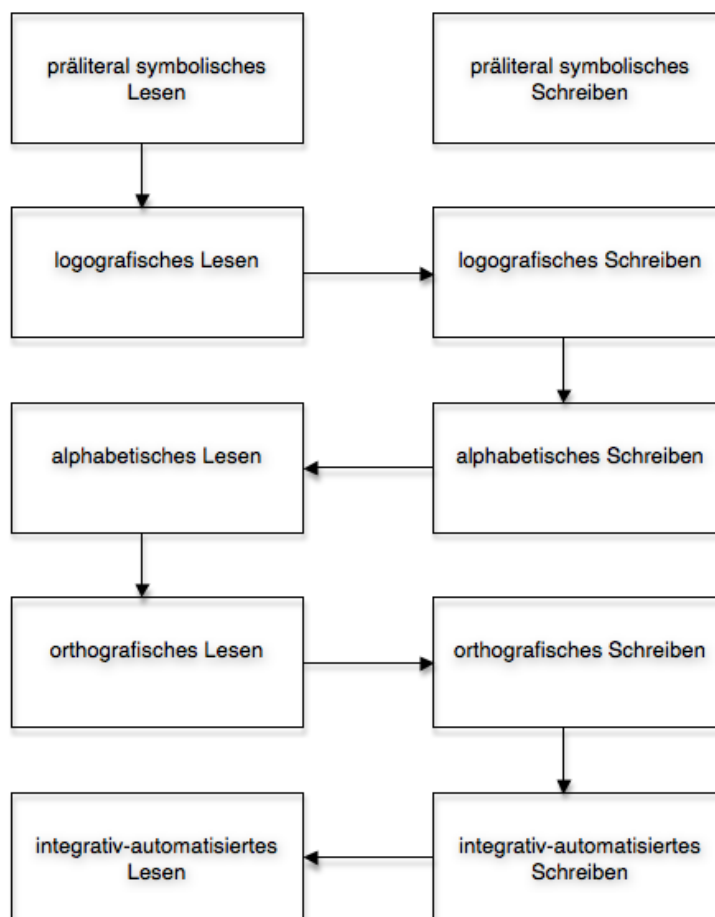 präliteral symbolisches
Lesen
präliteral symbolisches
Schreiben
logografisches Lesen
logografisches Schreiben
alphabetisches Lesen
alphabetisches Schreiben
orthografisches Lesen
orthografisches Schreiben
integrativ-automatisiertes
Lesen
integrativ-automatisiertes
Schreiben